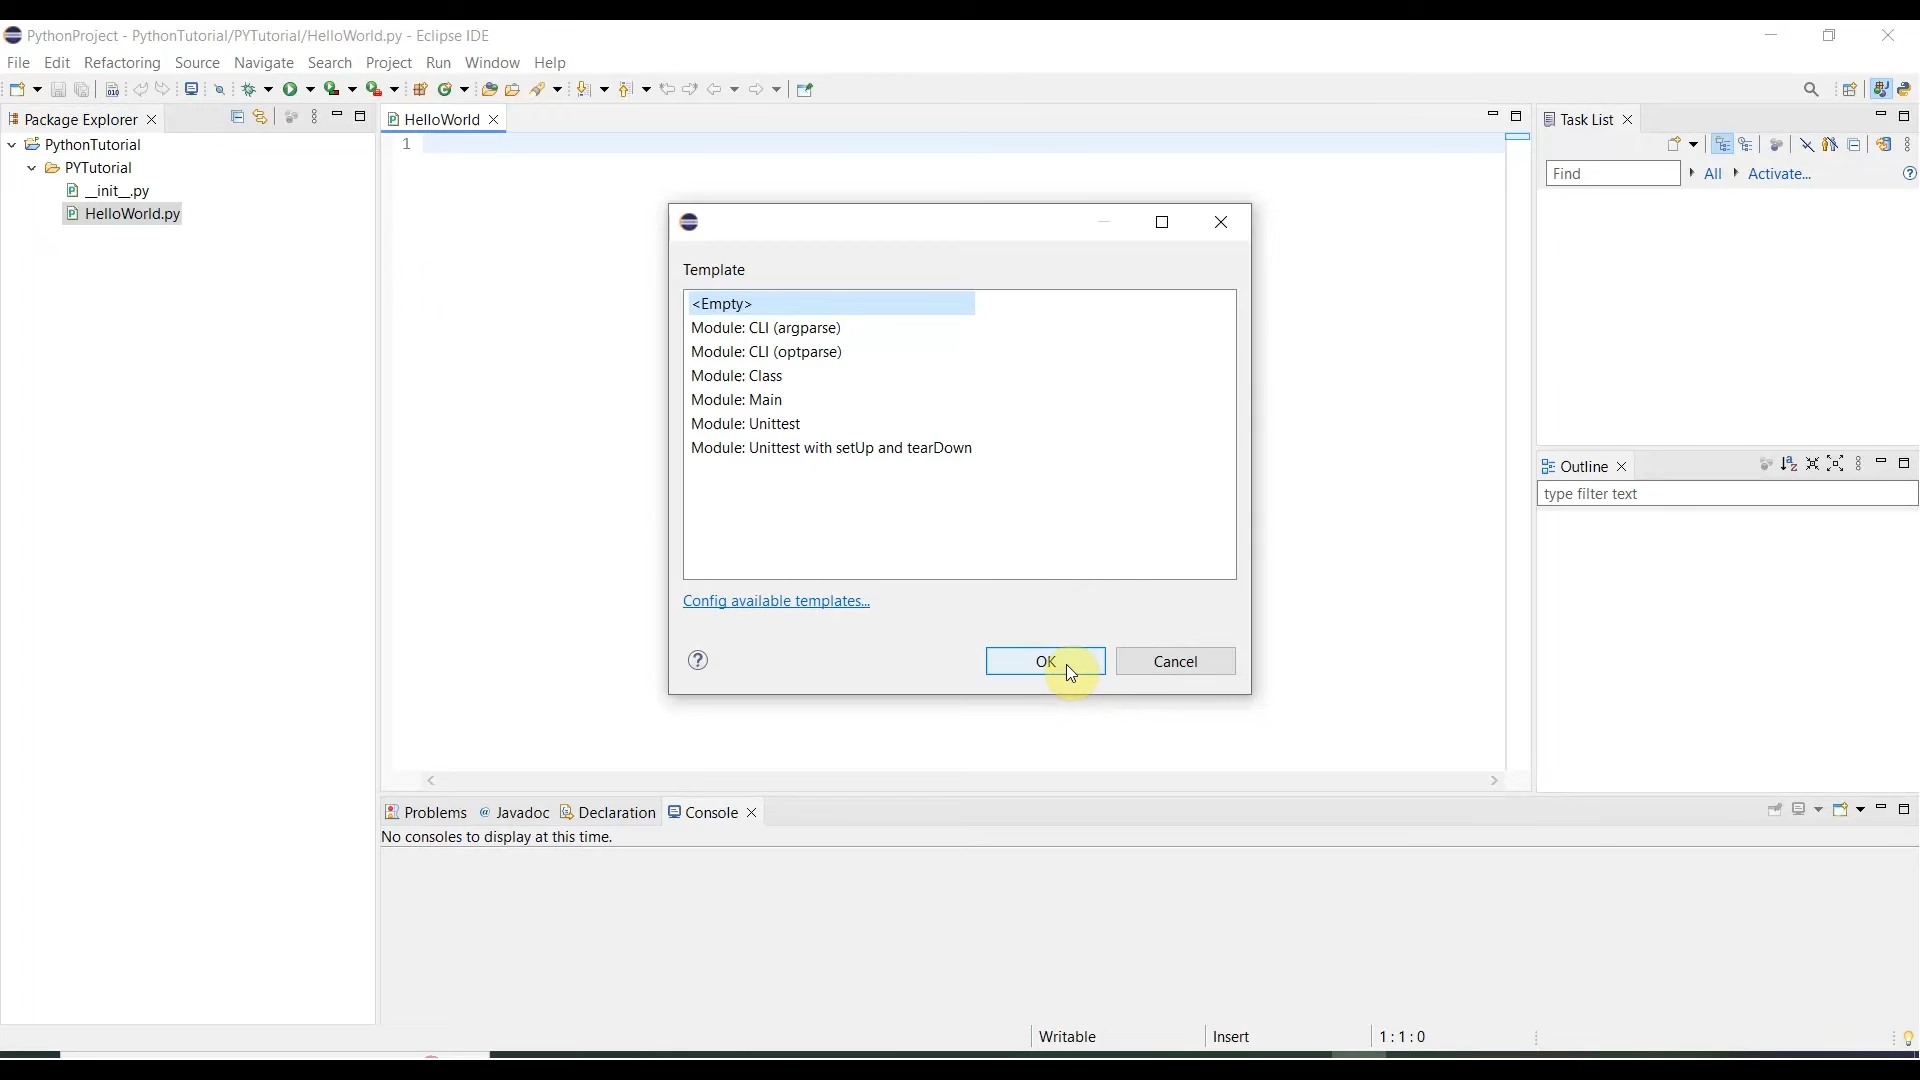 PythonProject - PythonTutorial/PYTutorial/HelloWorld.py - Eclipse IDE
File Edit Refactoring Source Navigate Search Project Run Window Help
Package Explorer
PythonTutorial
PYTutorial
__init__.py
HelloWorld.py
HelloWorld
1
Template
<Empty>
Module: CLI (argparse)
Module: CLI (optparse)
Module: Class
Module: Main
Module: Unittest
Module: Unittest with setUp and tearDown
Config available templates...
OK Cancel
Task List
Find All Activate...
Outline
type filter text
Problems Javadoc Declaration Console
No consoles to display at this time.
Writable Insert 1 : 1 : 0